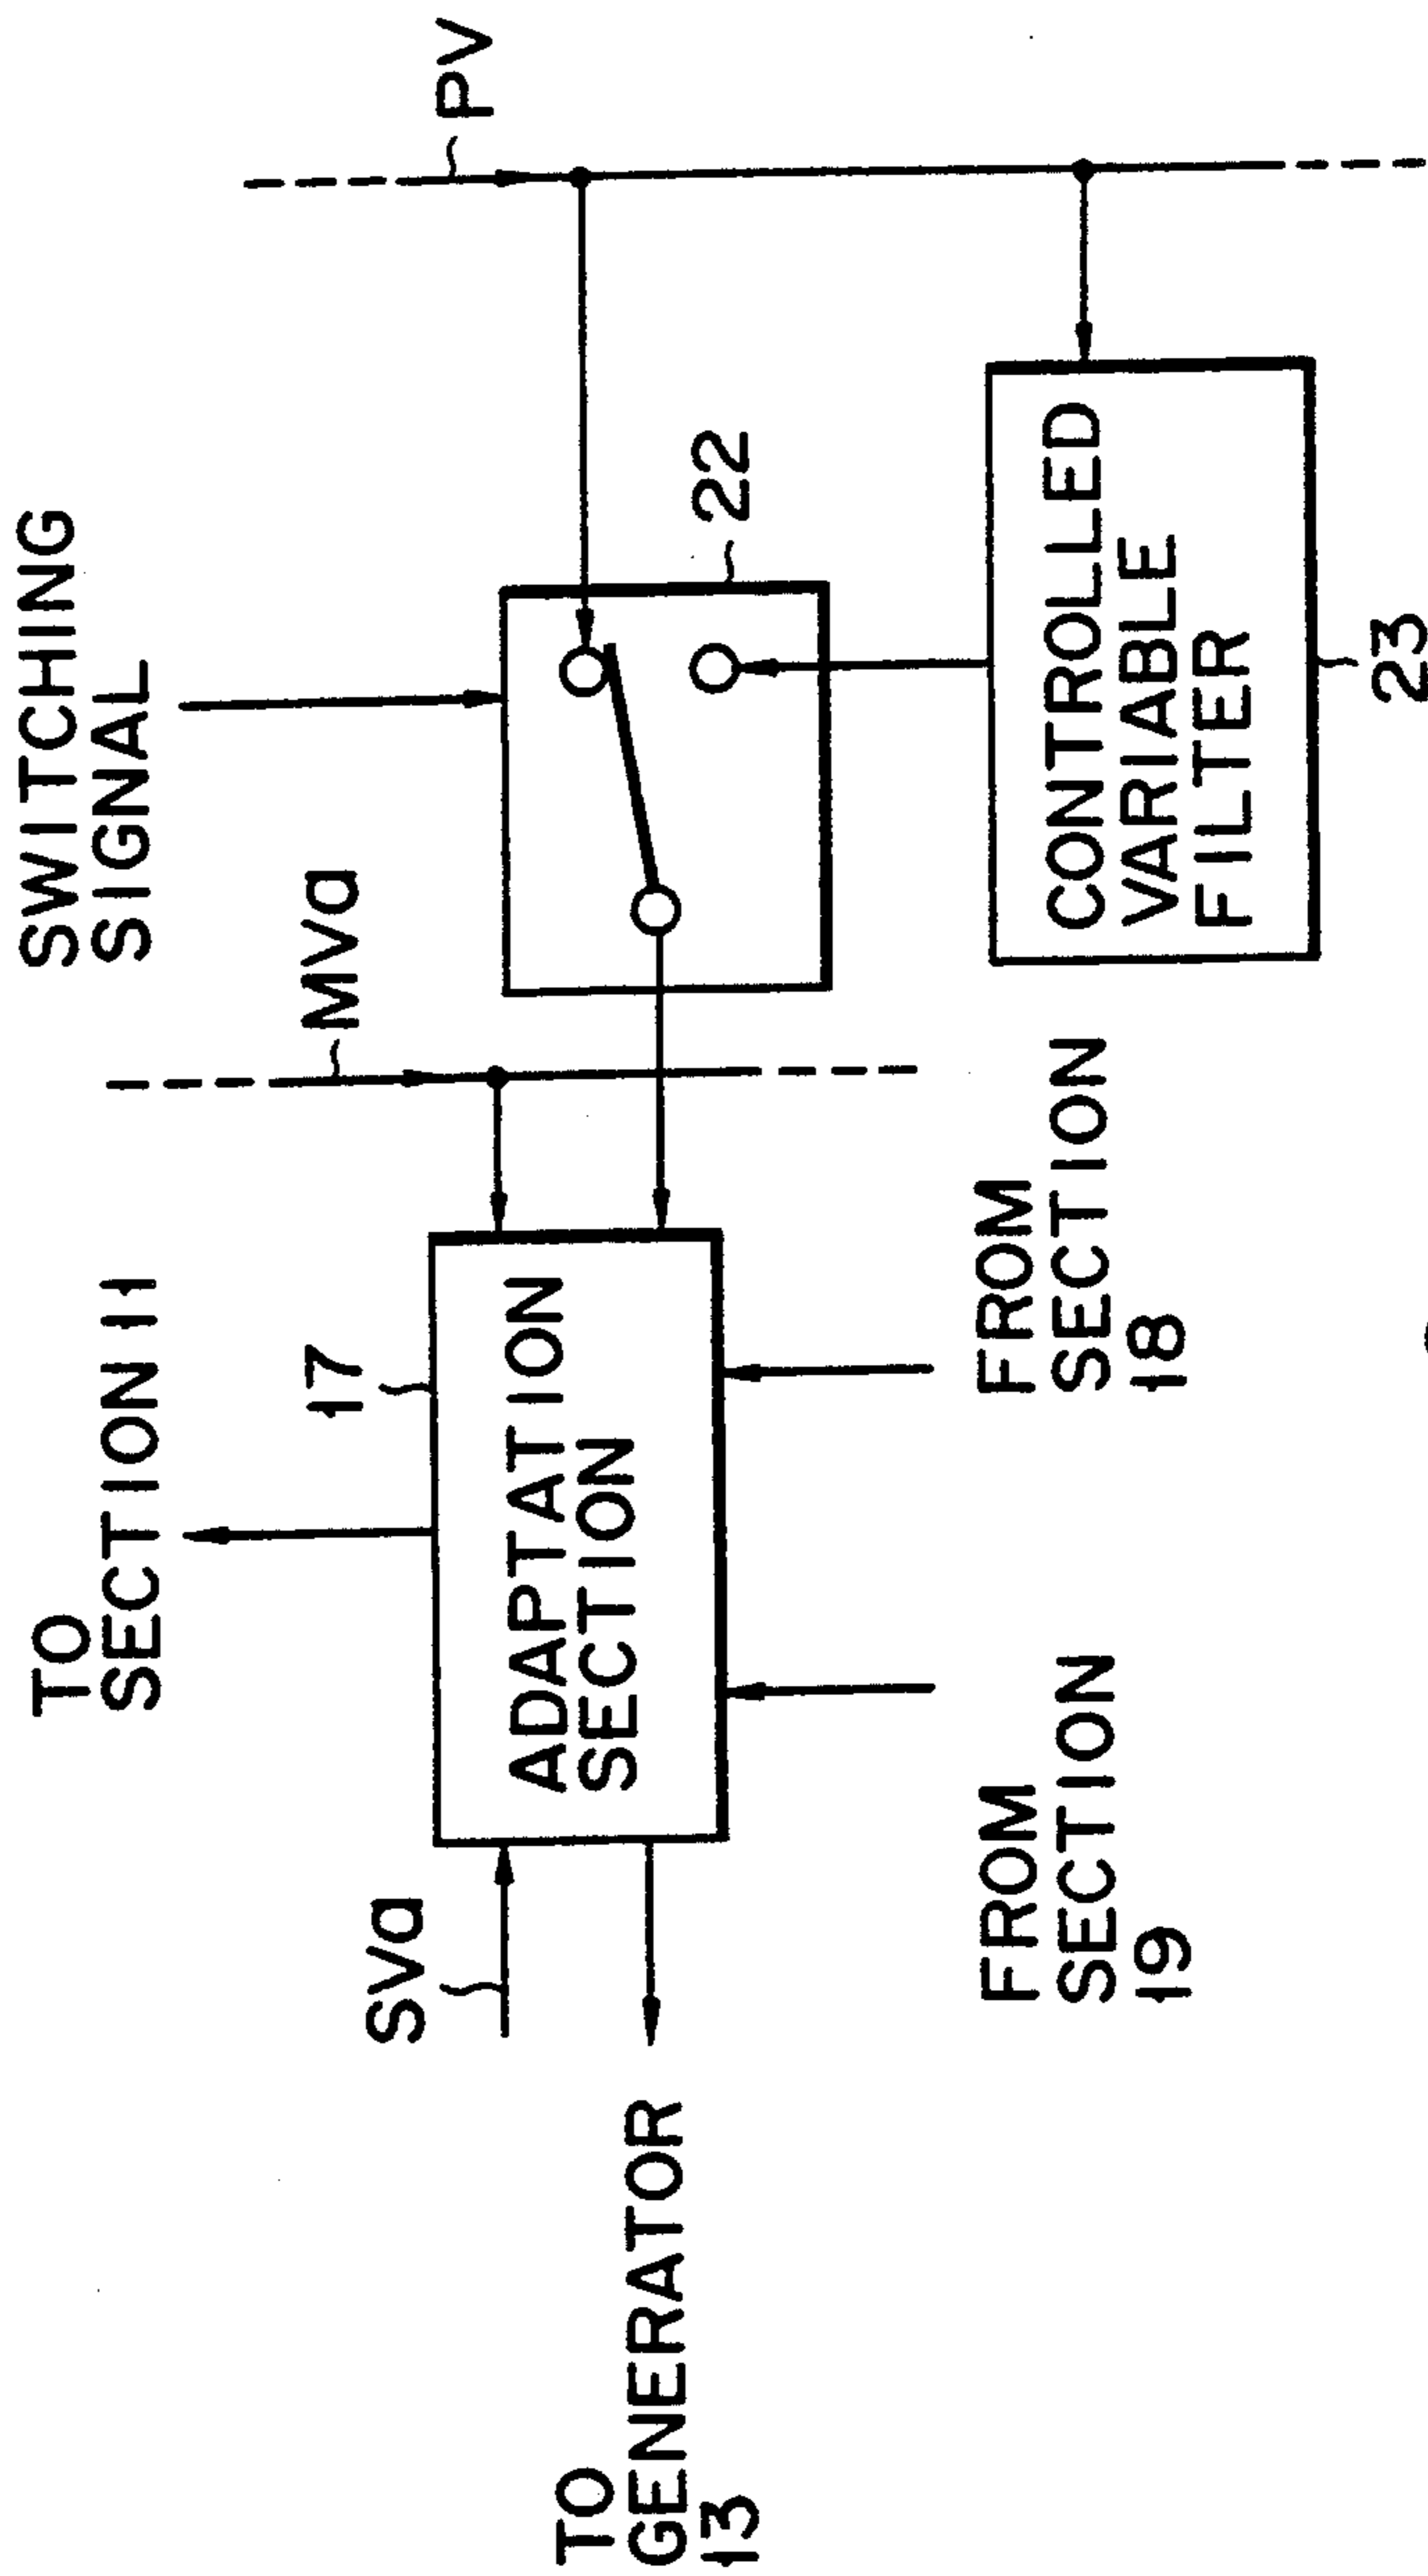 TO
SECTION 11
SWITCHING
SIGNAL
17
MVa
SVa
PV
ADAPTATION
SECTION
22
TO
GENERATOR
13
FROM
SECTION
19
FROM
SECTION
18
CONTROLLED
VARIABLE
FILTER
23